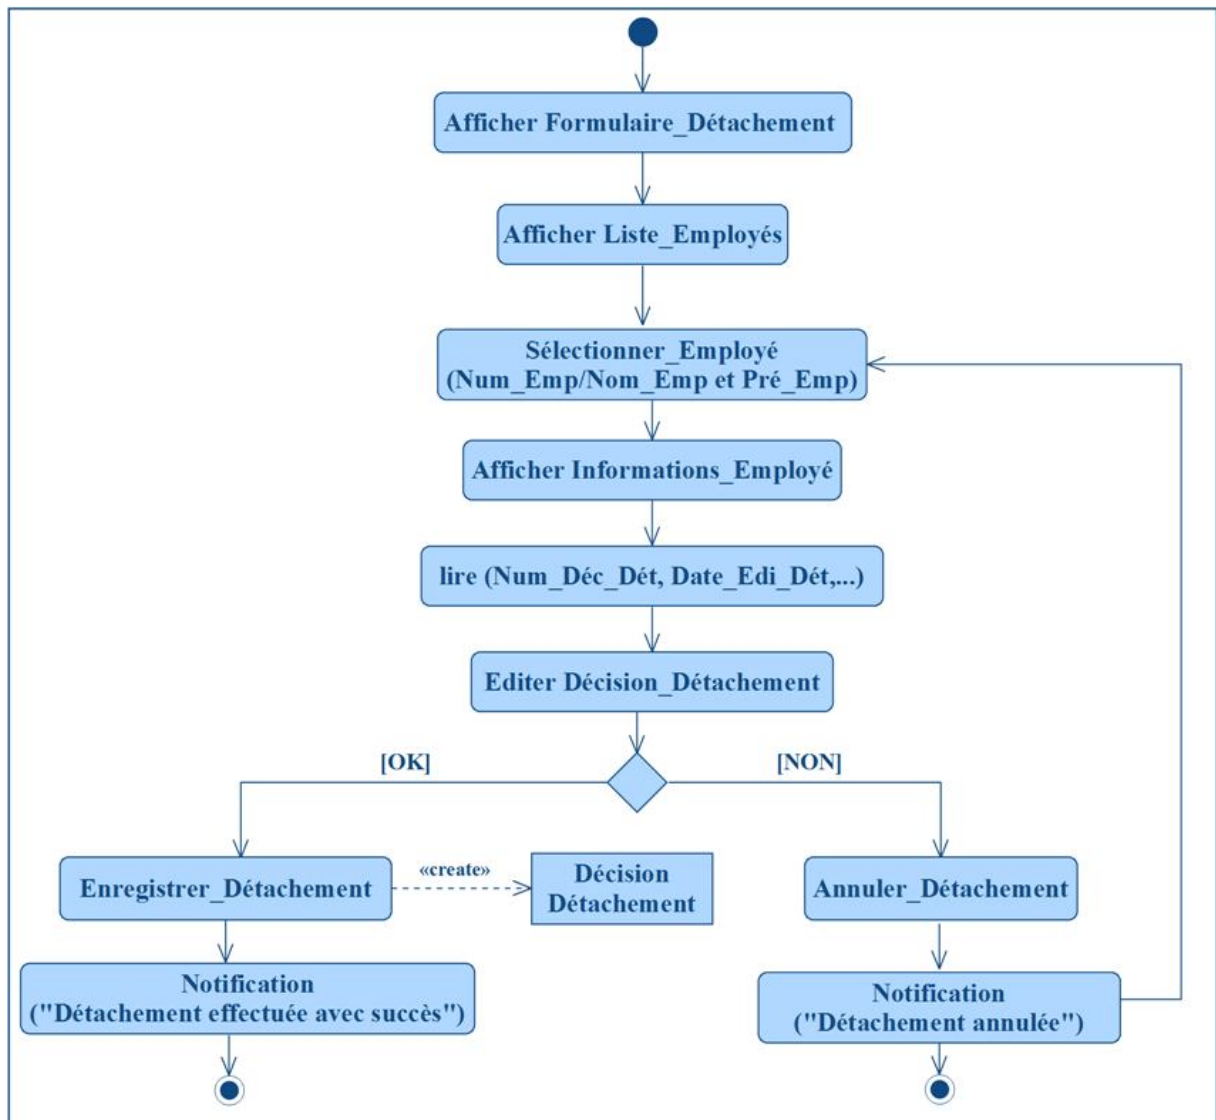 Afficher Formulaire_Détachement
Afficher Liste_Employés
Sélectionner_Employé
(Num_Emp/Nom_Emp et Pré_Emp)
Afficher Informations_Employé
lire (Num_Déc_Dét, Date_Edi_Dét,...)
Editer Décision_Détachement
[OK]
[NON]
Enregistrer_Détachement
«create»
Décision
Détachement
Annuler_Détachement
Notification
("Détachement effectuée avec succès")
Notification
("Détachement annulée")